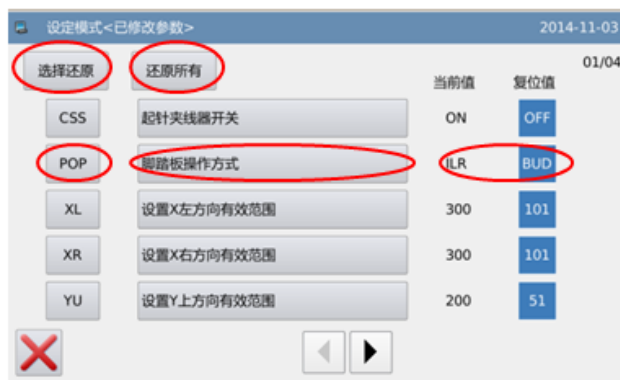 设定模式<已修改参数> 2014-11-03
选择还原 还原所有 01/04
当前值 复位值
CSS 起针夹线器开关 ON OFF
POP 脚踏板操作方式 ILR BUD
XL 设置X左方向有效范围 300 101
XR 设置X右方向有效范围 300 101
YU 设置Y上方向有效范围 200 51